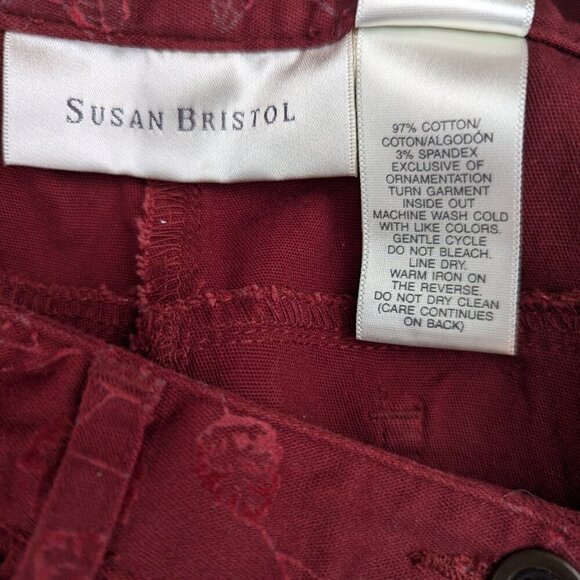 SUSAN BRISTOL
97% COTTON/
COTON/ALGODÓN
3% SPANDEX
EXCLUSIVE OF
ORNAMENTATION
TURN GARMENT
INSIDE OUT
MACHINE WASH COLD
WITH LIKE COLORS.
GENTLE CYCLE
DO NOT BLEACH.
LINE DRY.
WARM IRON ON
THE REVERSE
DO NOT DRY CLEAN
(CARE CONTINUES
ON BACK)